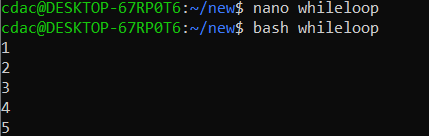 cdac@DESKTOP-67RP0T6:~/new$ nano whileloop
cdac@DESKTOP-67RP0T6:~/new$ bash whileloop
1
2
3
4
5